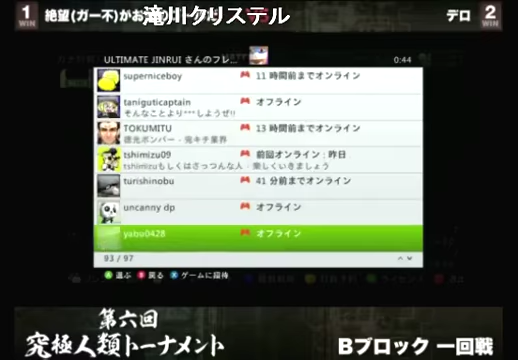 1 WIN
絶望(ガー不)がお
滝川クリステル
デロ
2 WIN
ULTIMATE JINRUI さんのフレ...
0:44
superniceboy
11 時間前までオンライン
taniguticaptain
オフライン
そんなことより***しようぜ!!
TOKUMITU
13 時間前までオンライン
徳光ボンバー - 完キチ業界
tshimizu09
前回オンライン : 昨日
tshimizuもしくはさっつんな人 - 楽しくいきましょう
turishinobu
41 分前までオンライン
uncanny dp
オフライン
yabu0428
オフライン
93 / 97
A 選ぶ B 戻る X ゲームに招待
第六回
究極人類トーナメント
Bブロック 一回戦